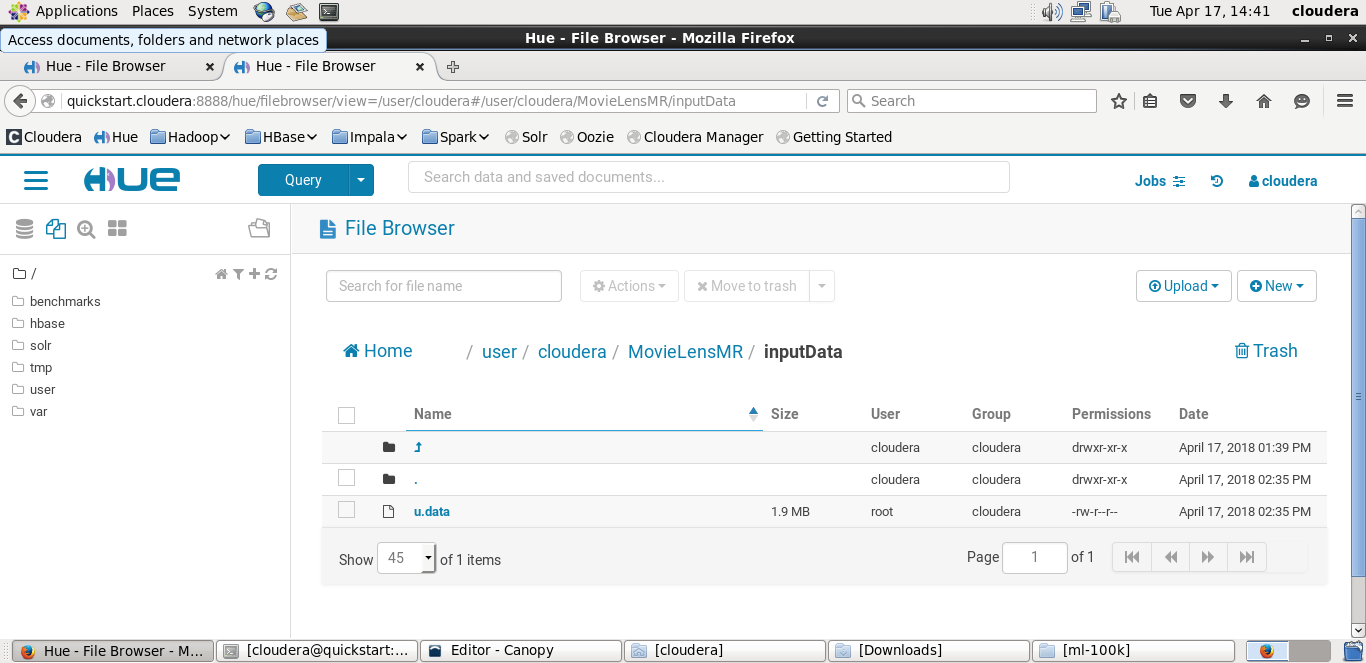 Applications Places System Tue Apr 17, 14:41 cloudera
Access documents, folders and network places Hue - File Browser - Mozilla Firefox
Hue - File Browser Hue - File Browser
quickstart.cloudera:8888/hue/filebrowser/view=/user/cloudera#/user/cloudera/MovieLensMR/inputData Search
Cloudera Hue Hadoop HBase Impala Spark Solr Oozie Cloudera Manager Getting Started
HUE Query Search data and saved documents... Jobs cloudera
File Browser
/
benchmarks
hbase
solr
tmp
user
var
Search for file name Actions Move to trash Upload New
Home / user / cloudera / MovieLensMR / inputData Trash
Name Size User Group Permissions Date
cloudera cloudera drwxr-xr-x April 17, 2018 01:39 PM
. cloudera cloudera drwxr-xr-x April 17, 2018 02:35 PM
u.data 1.9 MB root cloudera -rw-r--r-- April 17, 2018 02:35 PM
Show 45 of 1 items Page 1 of 1
Hue - File Browser - M... [cloudera@quickstart:... Editor - Canopy [cloudera] [Downloads] [ml-100k]